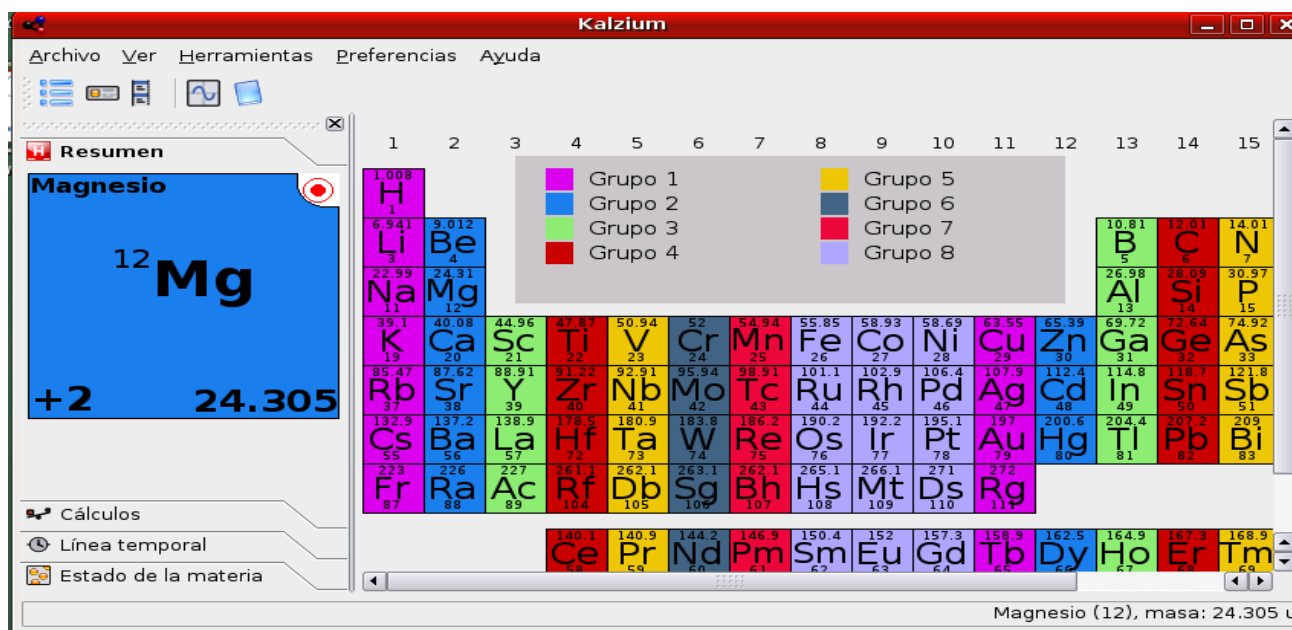 Kalzium
Archivo Ver Herramientas Preferencias Ayuda
Resumen
Magnesio
12 Mg
+2 24.305
Cálculos
Línea temporal
Estado de la materia
1 2 3 4 5 6 7 8 9 10 11 12 13 14 15
Grupo 1 Grupo 5
Grupo 2 Grupo 6
Grupo 3 Grupo 7
Grupo 4 Grupo 8
1.008
H
1
6.941 9.012 10.81 12.01 14.01
Li Be B C N
3 4 5 6 7
22.99 24.31 26.98 28.09 30.97
Na Mg Al Si P
11 12 13 14 15
39.1 40.08 44.96 47.87 50.94 52 54.94 55.85 58.93 58.69 63.55 65.39 69.72 72.64 74.92
K Ca Sc Ti V Cr Mn Fe Co Ni Cu Zn Ga Ge As
19 20 21 22 23 24 25 26 27 28 29 30 31 32 33
85.47 87.62 88.91 91.22 92.91 95.94 98.91 101.1 102.9 106.4 107.9 112.4 114.8 118.7 121.8
Rb Sr Y Zr Nb Mo Tc Ru Rh Pd Ag Cd In Sn Sb
37 38 39 40 41 42 43 44 45 46 47 48 49 50 51
132.9 137.2 138.9 178.5 180.9 183.8 186.2 190.2 192.2 195.1 197 200.6 204.4 207.2 209
Cs Ba La Hf Ta W Re Os Ir Pt Au Hg Tl Pb Bi
55 56 57 72 73 74 75 76 77 78 79 80 81 82 83
223 226 227 261.1 262.1 263.1 262.1 265.1 266.1 271 272
Fr Ra Ac Rf Db Sg Bh Hs Mt Ds Rg
87 88 89 104 105 106 107 108 109 110 111
140.1 140.9 144.2 146.9 150.4 152 157.3 158.9 162.5 164.9 167.3 168.9
Ce Pr Nd Pm Sm Eu Gd Tb Dy Ho Er Tm
58 59 60 61 62 63 64 65 66 67 68 69
Magnesio (12), masa: 24.305 u